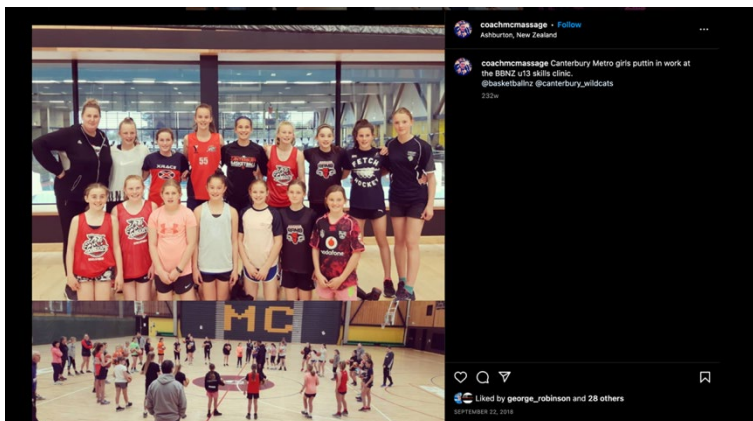 coachmcmassage • Follow
Ashburton, New Zealand
coachmcmassage Canterbury Metro girls puttin in work at
the BBNZ u13 skills clinic.
@basketballnz @canterbury_wildcats
232w
55
FETCH
HOCKEY
vodafone
MC
Liked by george_robinson and 28 others
SEPTEMBER 22, 2018